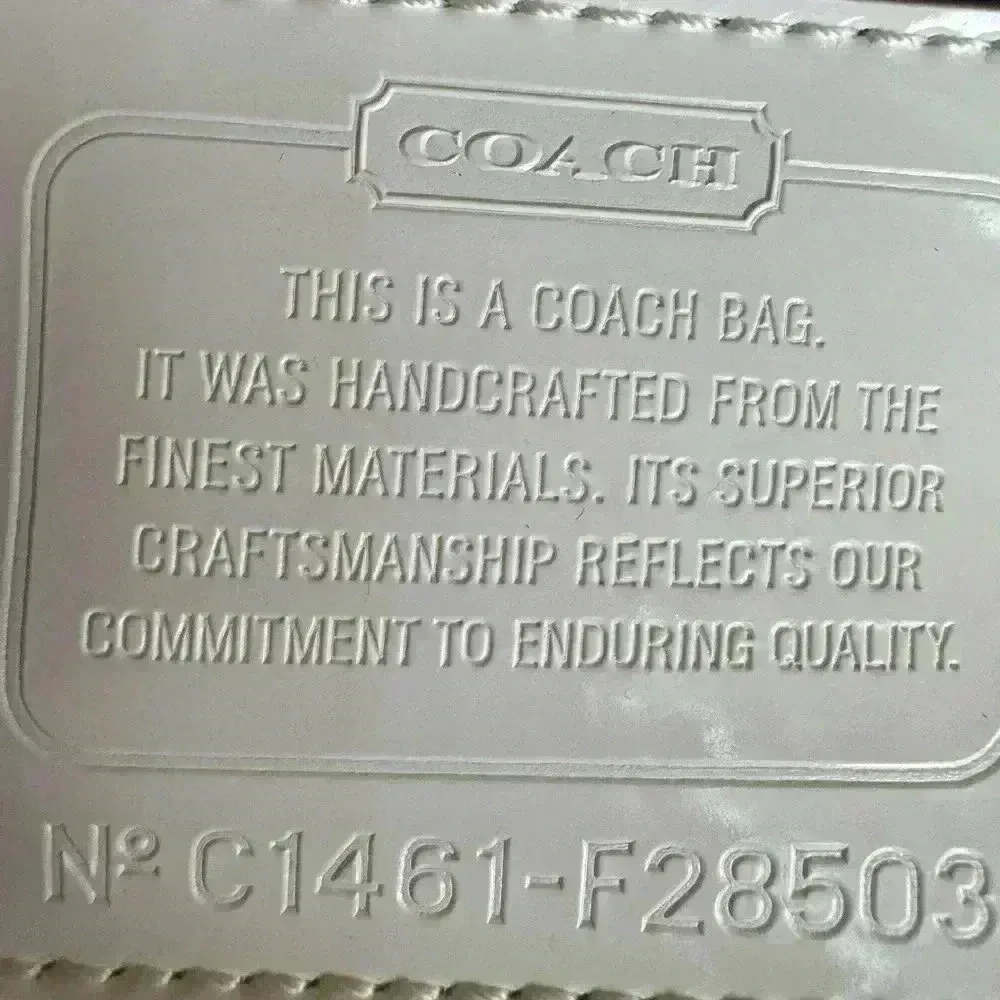 COACH
THIS IS A COACH BAG.
IT WAS HANDCRAFTED FROM THE
FINEST MATERIALS. ITS SUPERIOR
CRAFTSMANSHIP REFLECTS OUR
COMMITMENT TO ENDURING QUALITY.
Nº C1461-F28503